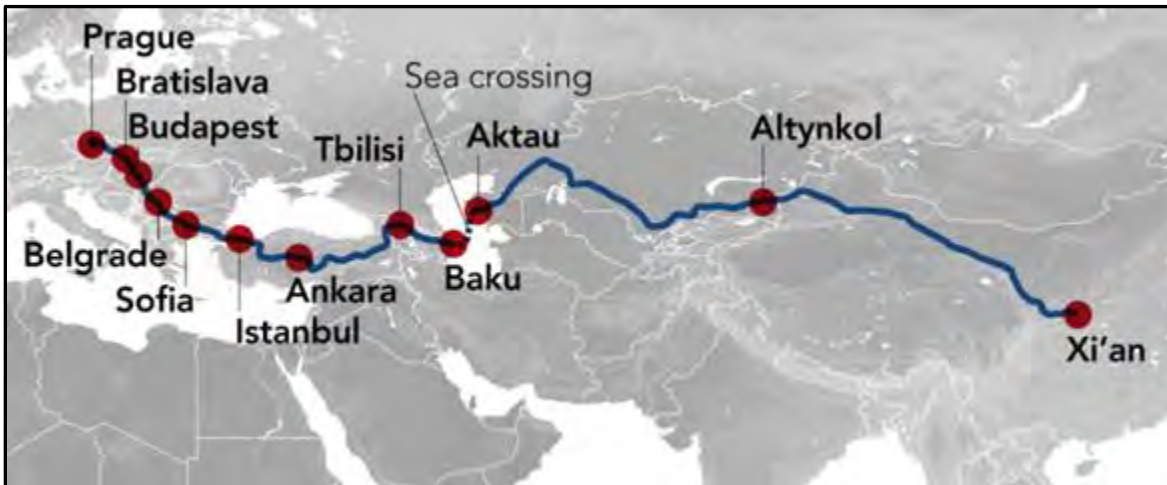 Prague
Bratislava
Budapest
Sea crossing
Tbilisi
Aktau
Altynkol
Belgrade
Sofia
Istanbul
Ankara
Baku
Xi’an